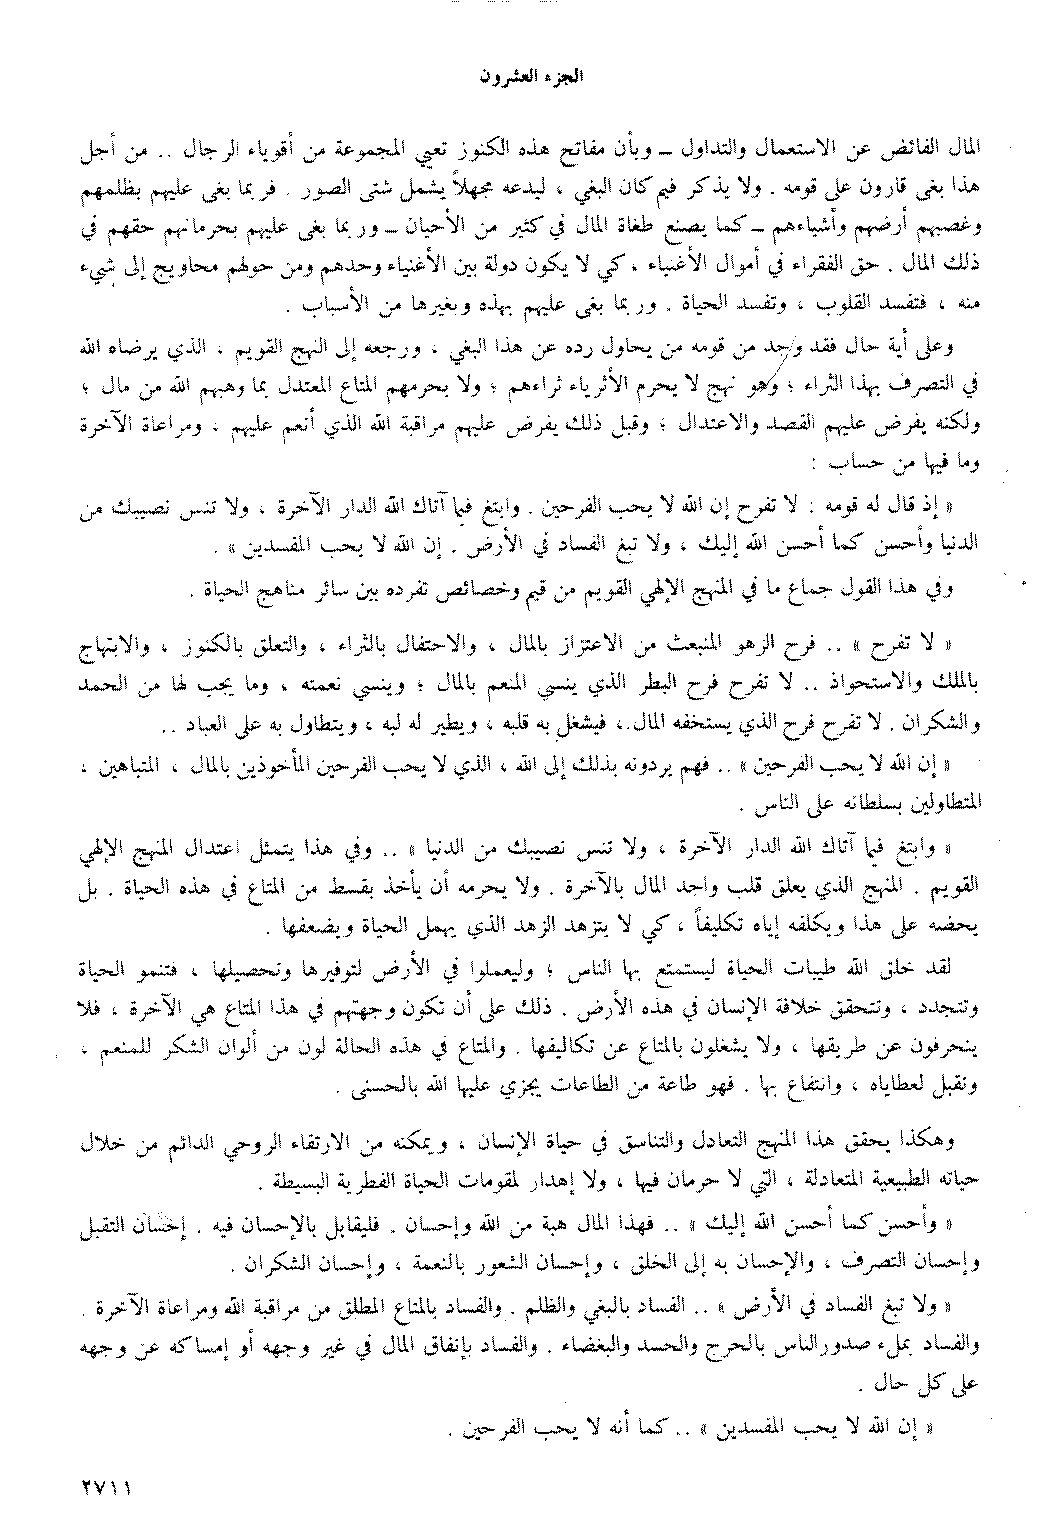 الجزء العشرون
المال الفائض عن الاستعمال والتداول – وبأن مفاتح هذه الكنوز تعيي المجموعة من أقوياء الرجال .. من أجل
هذا بغى قارون على قومه . ولا يذكر فيم كان البغي ، ليدعه مجهلاً يشمل شتى الصور . فربما بغى عليهم بظلمهم
وغصبهم أرضهم وأشياءهم – كما يصنع طغاة المال في كثير من الأحيان – وربما بغى عليهم بحرمانهم حقهم في
ذلك المال . حق الفقراء في أموال الأغنياء ، كي لا يكون دولة بين الأغنياء وحدهم ومن حولهم محاويج إلى شيء
منه ، فتفسد القلوب ، وتفسد الحياة . وربما بغى عليهم بهذه وبغيرها من الأسباب .
وعلى أية حال فقد وجد من قومه من يحاول رده عن هذا البغي ، ورجعه إلى النهج القويم ، الذي يرضاه الله
في التصرف بهذا الثراء ؛ وهو نهج لا يحرم الأثرياء ثراءهم ؛ ولا يحرمهم المتاع المعتدل بما وهبهم الله من مال ؛
ولكنه يفرض عليهم القصد والاعتدال ؛ وقبل ذلك يفرض عليهم مراقبة الله الذي أنعم عليهم ، ومراعاة الآخرة
وما فيها من حساب :
« إذ قال له قومه : لا تفرح إن الله لا يحب الفرحين . وابتغ فيما آتاك الله الدار الآخرة ، ولا تنس نصيبك من
الدنيا وأحسن كما أحسن الله إليك ، ولا تبغ الفساد في الأرض . إن الله لا يحب المفسدين » .
وفي هذا القول جماع ما في المنهج الإلهي القويم من قيم وخصائص تفرده بين سائر مناهج الحياة .
« لا تفرح » .. فرح الزهو المنبعث من الاعتزاز بالمال ، والاحتفال بالثراء ، والتعلق بالكنوز ، والابتهاج
بالملك والاستحواذ .. لا تفرح فرح البطر الذي ينسي المنعم بالمال ؛ وينسي نعمته ، وما يجب لها من الحمد
والشكران . لا تفرح فرح الذي يستخفه المال ، فيشغل به قلبه ، ويطير له لبه ، ويتطاول به على العباد ..
« إن الله لا يحب الفرحين » .. فهم يردونه بذلك إلى الله ، الذي لا يحب الفرحين المأخوذين بالمال ، المتباهين ،
المتطاولين بسلطانه على الناس .
« وابتغ فيما آتاك الله الدار الآخرة ، ولا تنس نصيبك من الدنيا » .. وفي هذا يتمثل اعتدال المنهج الإلهي
القويم . المنهج الذي يعلق قلب واجد المال بالآخرة . ولا يحرمه أن يأخذ بقسط من المتاع في هذه الحياة . بل
يحضه على هذا ويكلفه إياه تكليفاً ، كي لا يتزهد الزهد الذي يهمل الحياة ويضعفها .
لقد خلق الله طيبات الحياة ليستمتع بها الناس ؛ وليعملوا في الأرض لتوفيرها وتحصيلها ، فتنمو الحياة
وتتجدد ، وتتحقق خلافة الإنسان في هذه الأرض . ذلك على أن تكون وجهتهم في هذا المتاع هي الآخرة ، فلا
ينحرفون عن طريقها ، ولا يشغلون بالمتاع عن تكاليفها . والمتاع في هذه الحالة لون من ألوان الشكر للمنعم ،
وتقبل لعطاياه ، وانتفاع بها . فهو طاعة من الطاعات يجزي عليها الله بالحسنى .
وهكذا يحقق هذا المنهج التعادل والتناسق في حياة الإنسان ، ويمكنه من الارتقاء الروحي الدائم من خلال
حياته الطبيعية المتعادلة ، التي لا حرمان فيها ، ولا إهدار لمقومات الحياة الفطرية البسيطة .
« وأحسن كما أحسن الله إليك » .. فهذا المال هبة من الله وإحسان . فليقابل بالإحسان فيه . إحسان التقبل
وإحسان التصرف ، والإحسان به إلى الخلق ، وإحسان الشعور بالنعمة ، وإحسان الشكران .
« ولا تبغ الفساد في الأرض » .. الفساد بالبغي والظلم . والفساد بالمتاع المطلق من مراقبة الله ومراعاة الآخرة .
والفساد بملء صدور الناس بالحرج والحسد والبغضاء . والفساد بإنفاق المال في غير وجهه أو إمساكه عن وجهه
على كل حال .
« إن الله لا يحب المفسدين » .. كما أنه لا يحب الفرحين .
٢٧١١